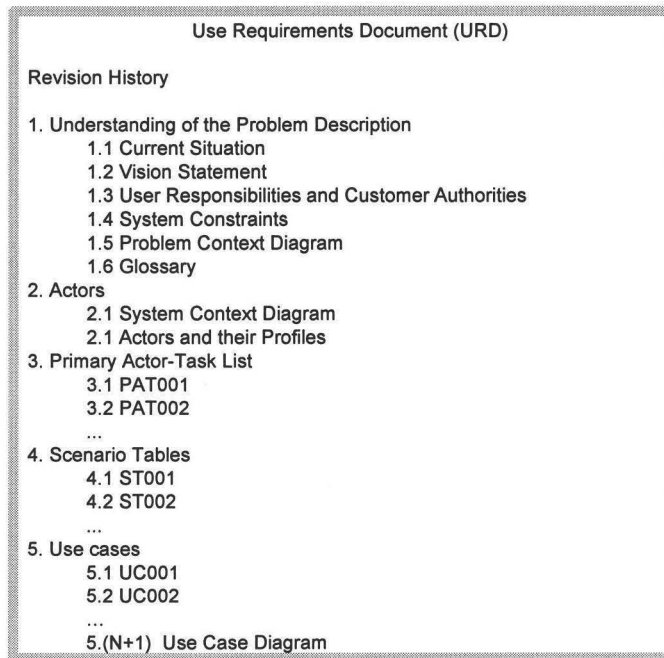 Use Requirements Document (URD)
Revision History
1. Understanding of the Problem Description
1.1 Current Situation
1.2 Vision Statement
1.3 User Responsibilities and Customer Authorities
1.4 System Constraints
1.5 Problem Context Diagram
1.6 Glossary
2. Actors
2.1 System Context Diagram
2.1 Actors and their Profiles
3. Primary Actor-Task List
3.1 PAT001
3.2 PAT002
...
4. Scenario Tables
4.1 ST001
4.2 ST002
...
5. Use cases
5.1 UC001
5.2 UC002
...
5.(N+1) Use Case Diagram